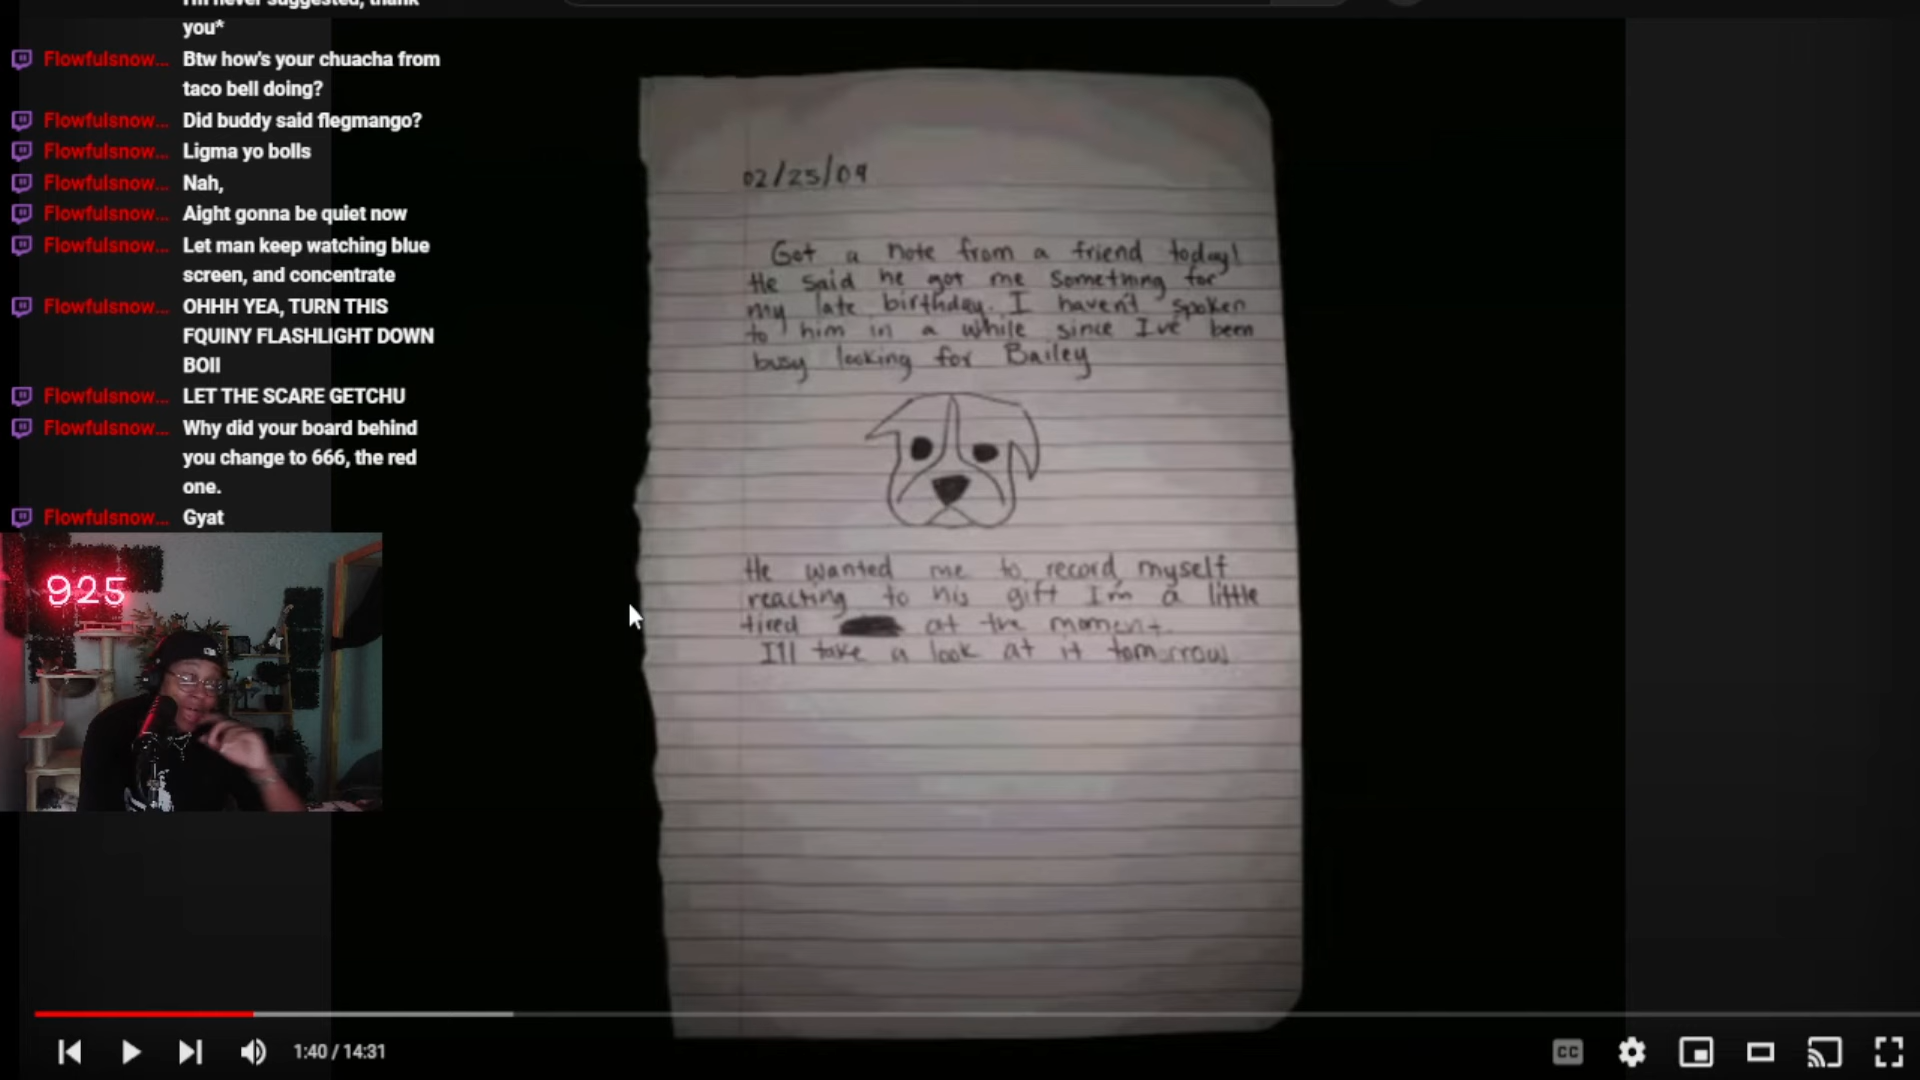 you*
Flowfulsnow... Btw how's your chuacha from
taco bell doing?
Flowfulsnow... Did buddy said flegmango?
Flowfulsnow... Ligma yo bolls
Flowfulsnow... Nah,
Flowfulsnow... Aight gonna be quiet now
Flowfulsnow... Let man keep watching blue
screen, and concentrate
Flowfulsnow... OHHH YEA, TURN THIS
FQUINY FLASHLIGHT DOWN
BOII
Flowfulsnow... LET THE SCARE GETCHU
Flowfulsnow... Why did your board behind
you change to 666, the red
one.
Flowfulsnow... Gyat
925
02/25/09
Got a note from a friend today!
He said he got me something for
my late birthday. I haven't spoken
to him in a while since I've been
busy looking for Bailey
He wanted me to record myself
reacting to his gift I'm a little
tired at the moment.
I'll take a look at it tomorrow
1:40 / 14:31
CC